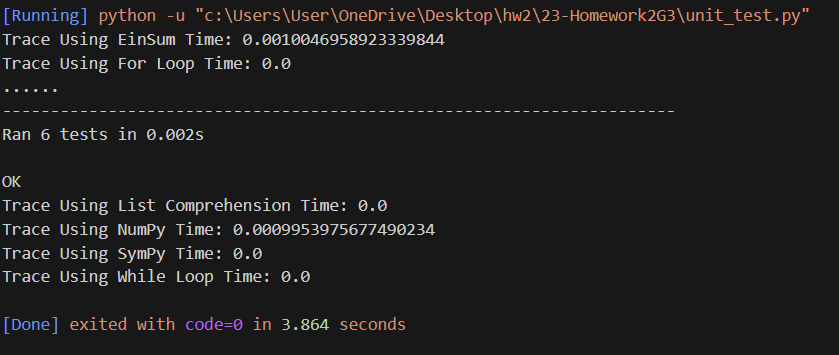 [Running] python -u "c:\Users\User\OneDrive\Desktop\hw2\23-Homework2G3\unit_test.py"
Trace Using EinSum Time: 0.0010046958923339844
Trace Using For Loop Time: 0.0
......
----------------------------------------------------------------------
Ran 6 tests in 0.002s
OK
Trace Using List Comprehension Time: 0.0
Trace Using NumPy Time: 0.0009953975677490234
Trace Using SymPy Time: 0.0
Trace Using While Loop Time: 0.0
[Done] exited with code=0 in 3.864 seconds